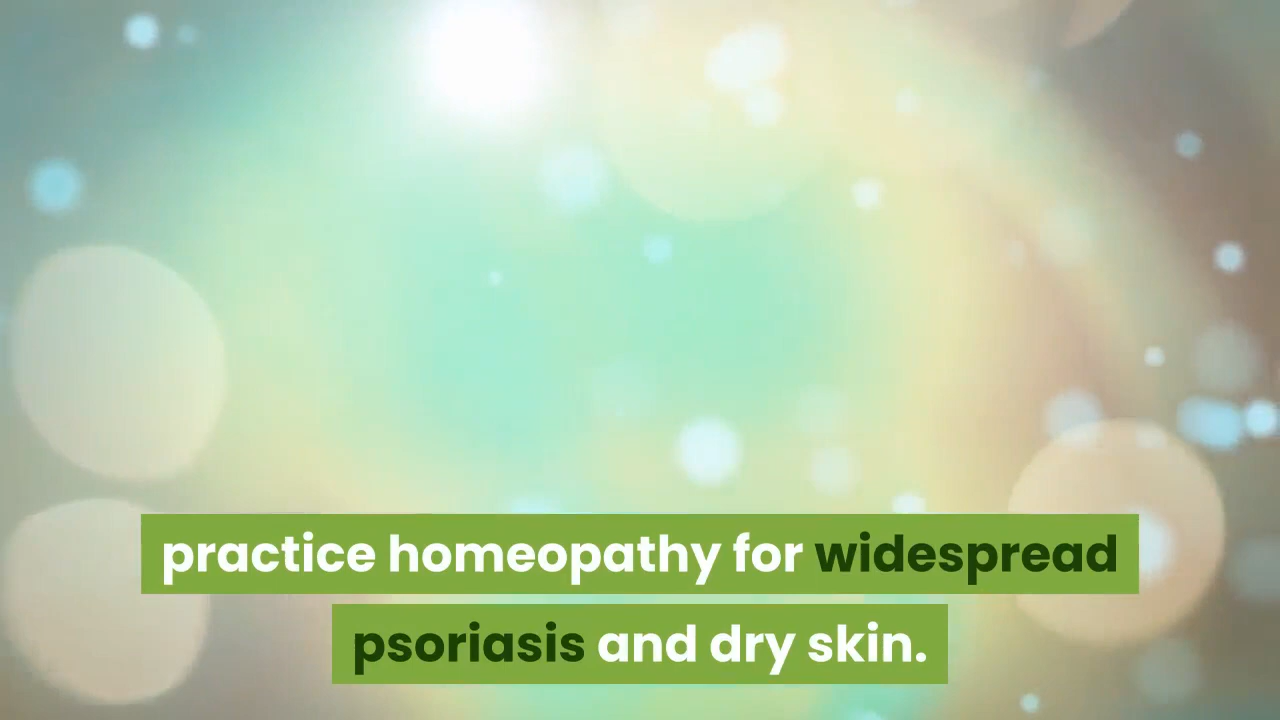 practice homeopathy for widespread
psoriasis and dry skin.